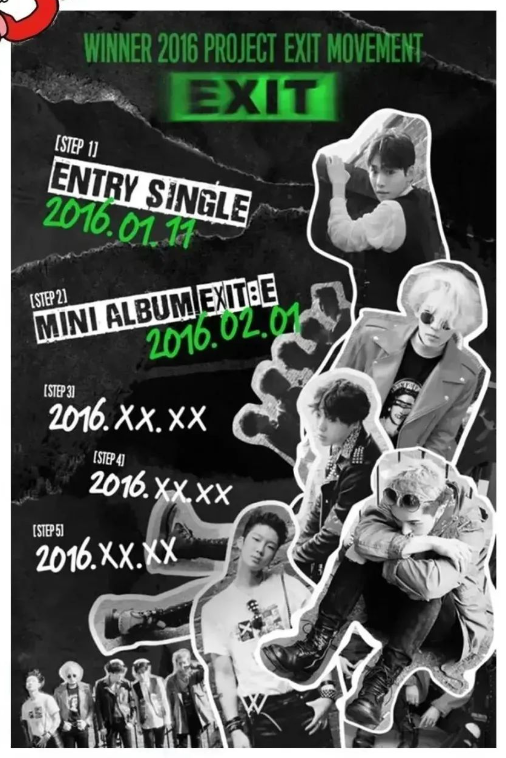 WINNER 2016 PROJECT EXIT MOVEMENT
EXIT
[STEP 1]
ENTRY SINGLE
2016.01.11
[STEP 2]
MINI ALBUM EXIT:E
2016.02.01
[STEP 3]
2016.XX.XX
[STEP 4]
2016.XX.XX
[STEP 5]
2016.XX.XX
W